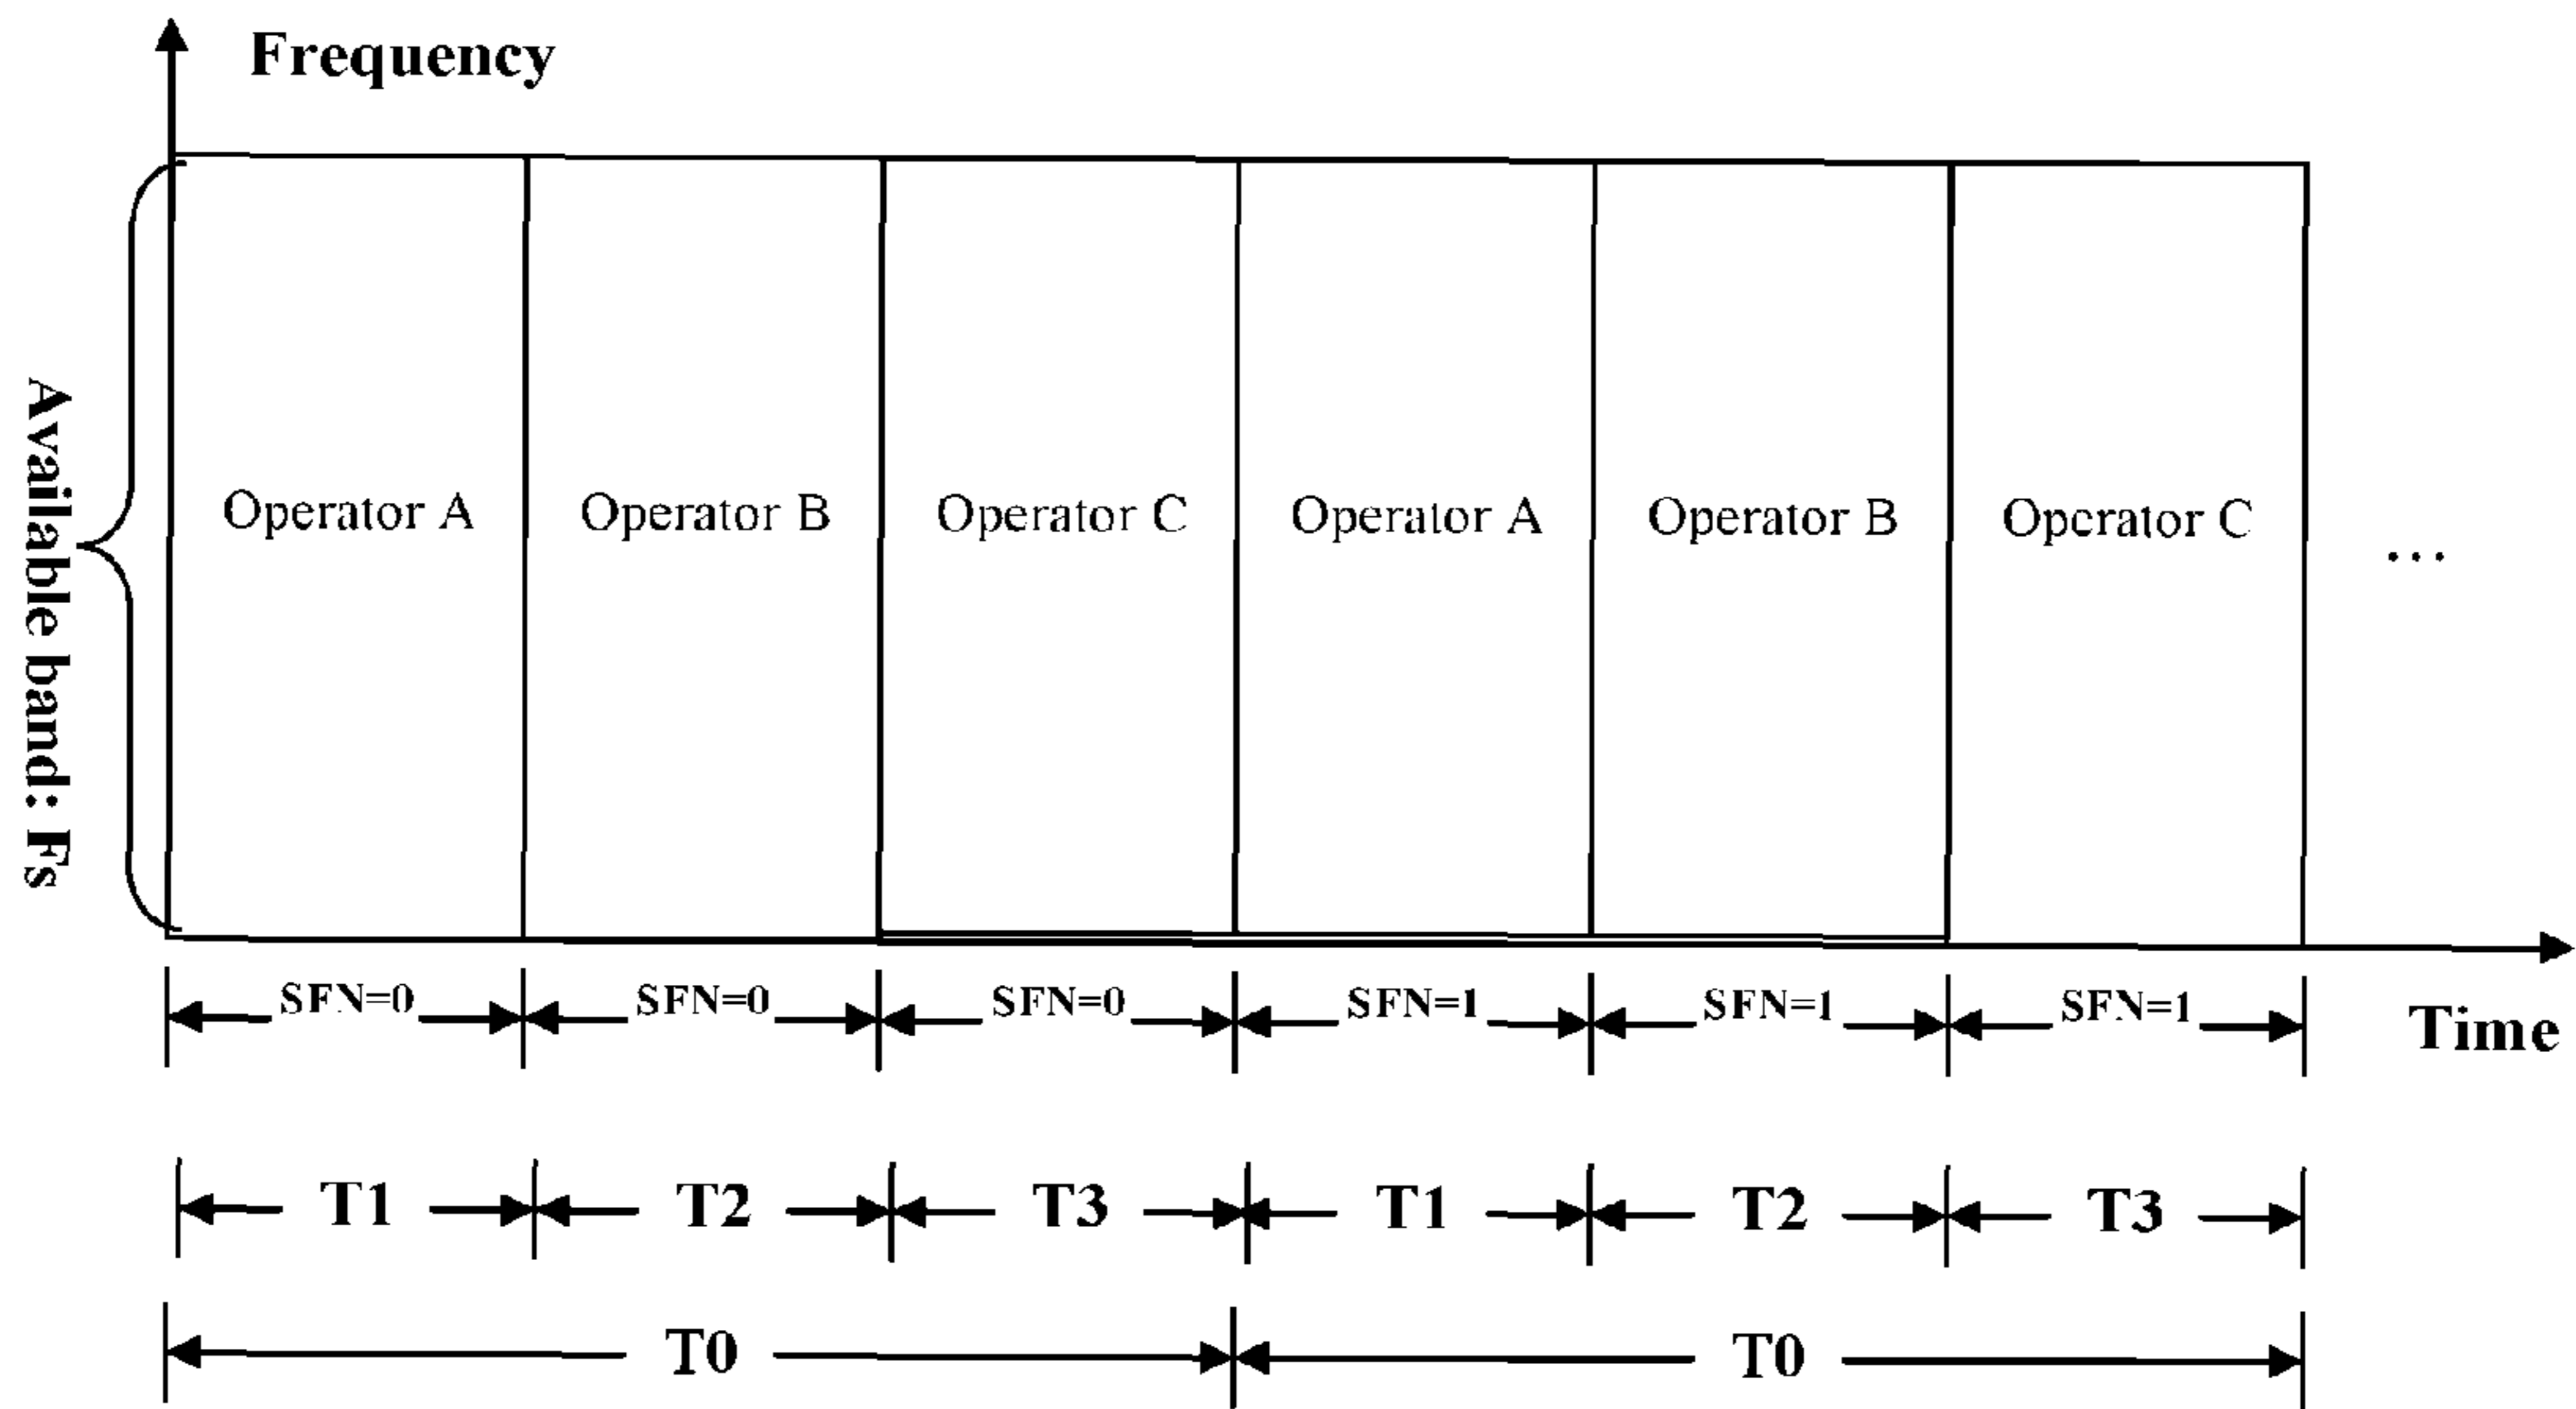 Frequency
Available band: Fs
Operator A
Operator B
Operator C
Operator A
Operator B
Operator C
...
SFN=0
SFN=0
SFN=0
SFN=1
SFN=1
SFN=1
Time
T1
T2
T3
T1
T2
T3
T0
T0